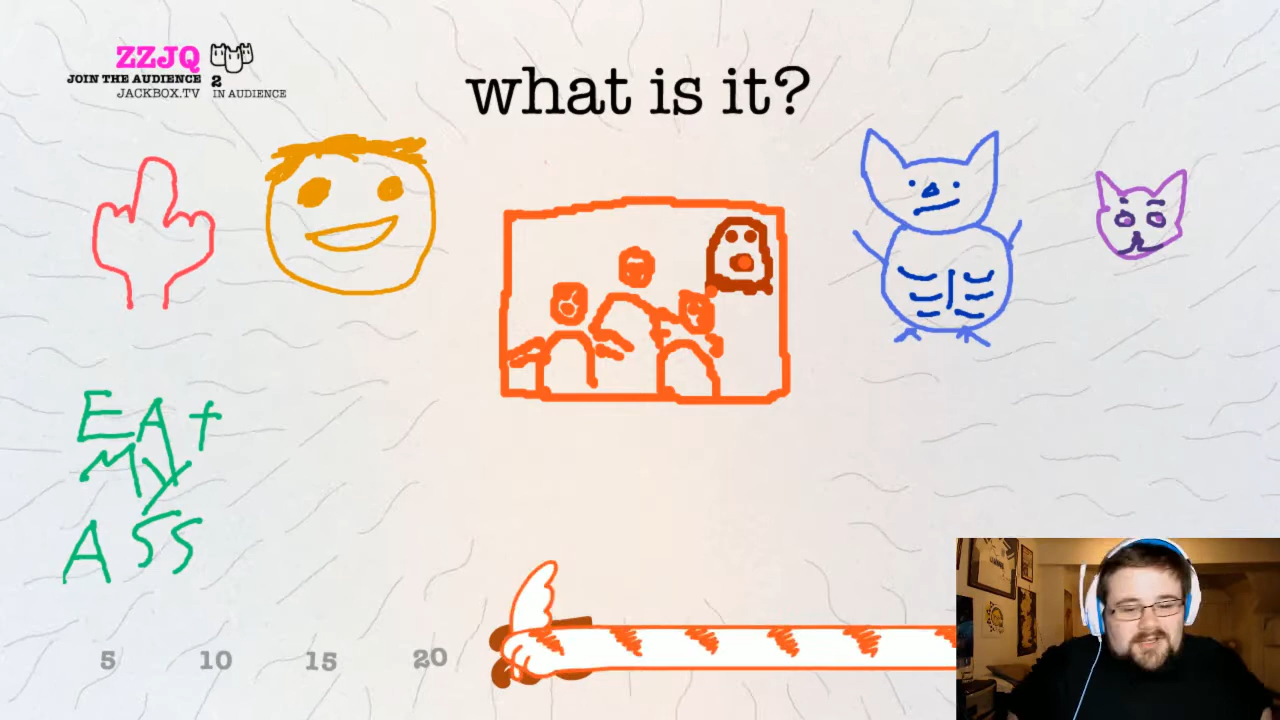 ZZJQ
JOIN THE AUDIENCE
JACKBOX.TV
2
IN AUDIENCE
what is it?
EAt
My
ASS
5 10 15 20